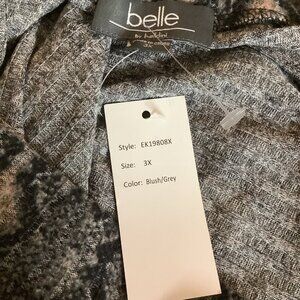 belle
Style: EK19808X
Size: 3X
Color: Blush/Grey